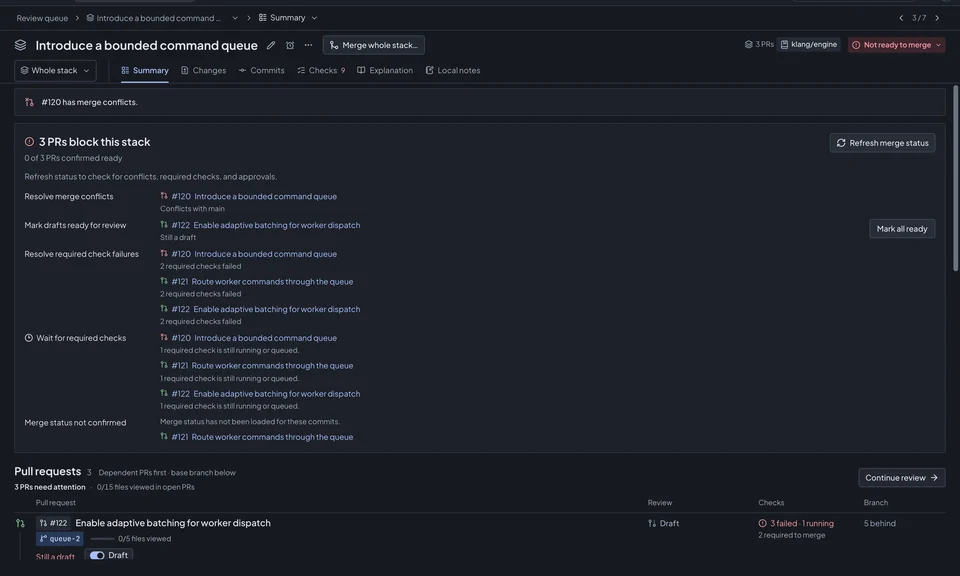 Review queue > Introduce a bounded command ... > Summary
3 / 7
Introduce a bounded command queue
Merge whole stack...
3 PRs
klang/engine
Not ready to merge
Whole stack
Summary
Changes
Commits
Checks 9
Explanation
Local notes
#120 has merge conflicts.
3 PRs block this stack
Refresh merge status
0 of 3 PRs confirmed ready
Refresh status to check for conflicts, required checks, and approvals.
Resolve merge conflicts
#120 Introduce a bounded command queue
Conflicts with main
Mark drafts ready for review
#122 Enable adaptive batching for worker dispatch
Still a draft
Mark all ready
Resolve required check failures
#120 Introduce a bounded command queue
2 required checks failed
#121 Route worker commands through the queue
2 required checks failed
#122 Enable adaptive batching for worker dispatch
2 required checks failed
Wait for required checks
#120 Introduce a bounded command queue
1 required check is still running or queued.
#121 Route worker commands through the queue
1 required check is still running or queued.
#122 Enable adaptive batching for worker dispatch
1 required check is still running or queued.
Merge status not confirmed
Merge status has not been loaded for these commits.
#121 Route worker commands through the queue
Pull requests 3 Dependent PRs first · base branch below
3 PRs need attention · 0/15 files viewed in open PRs
Continue review →
Pull request
Review
Checks
Branch
#122 Enable adaptive batching for worker dispatch
Draft
3 failed · 1 running
5 behind
2 required to merge
queue-2
0/5 files viewed
Still a draft
Draft